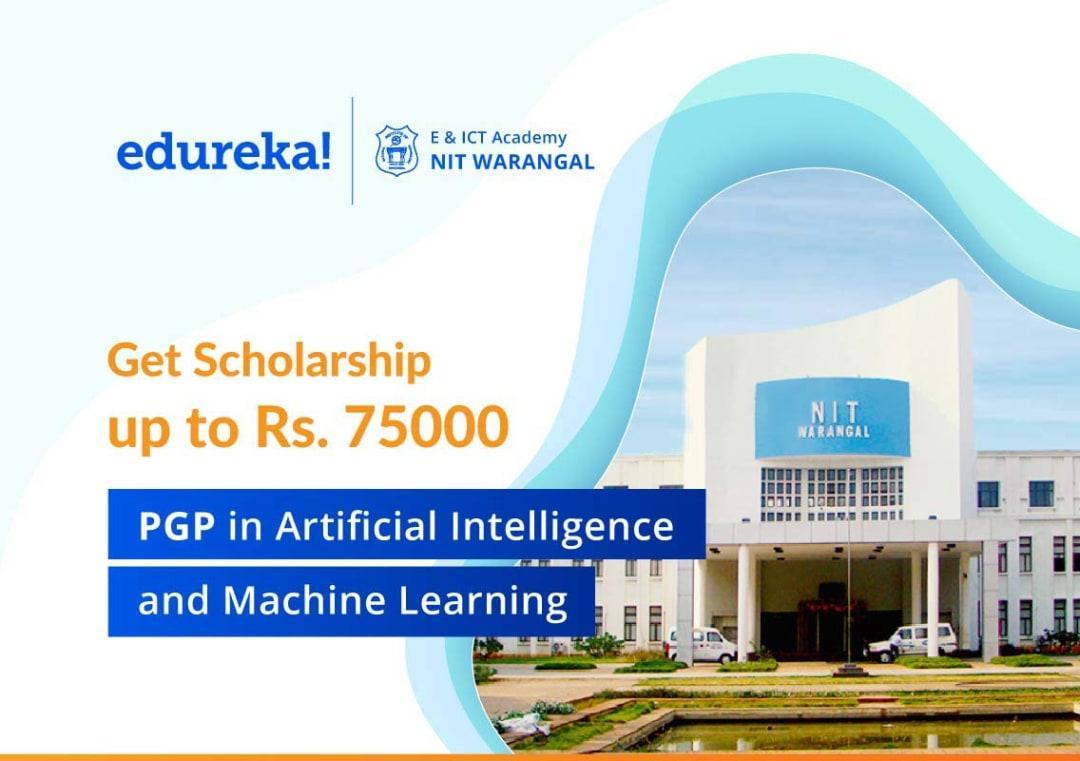 edureka!
E & ICT Academy
NIT WARANGAL
Get Scholarship
up to Rs. 75000
NIT
WARANGAL
PGP in Artificial Intelligence
and Machine Learning